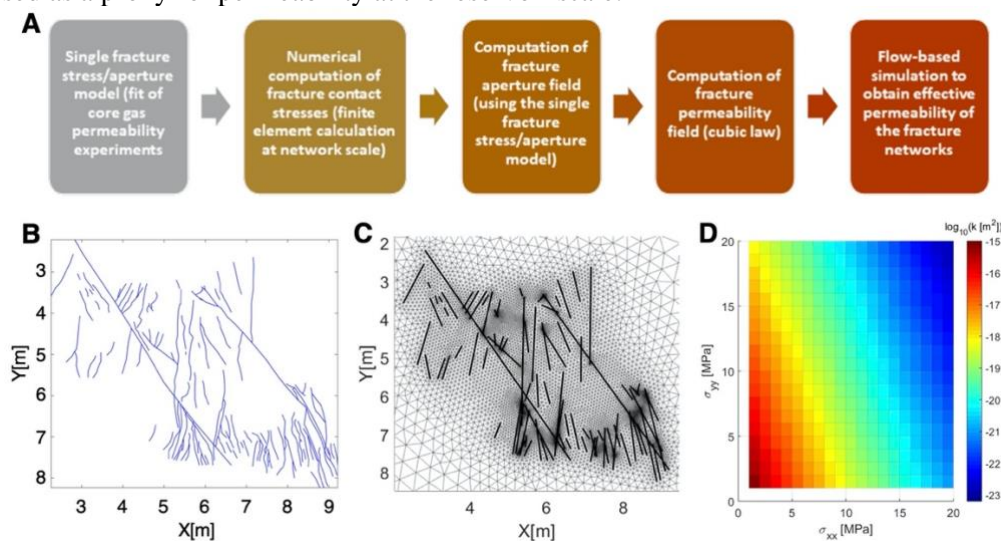 A
Single fracture
stress/aperture
model (fit of
core gas
permeability
experiments
Numerical
computation of
fracture contact
stresses (finite
element calculation
at network scale)
Computation of
fracture
aperture field
(using the single
fracture
stress/aperture
model)
Computation of
fracture
permeability
field (cubic law)
Flow-based
simulation to
obtain effective
permeability of
the fracture
networks
B
3
4
5
6
7
8
Y[m]
3
4
5
6
7
8
9
X[m]
C
2
3
4
5
6
7
8
Y[m]
4
6
8
X[m]
D
20
15
10
5
0
σyy [MPa]
0
5
10
15
20
σxx [MPa]
log10(k [m²])
-15
-16
-17
-18
-19
-20
-21
-22
-23